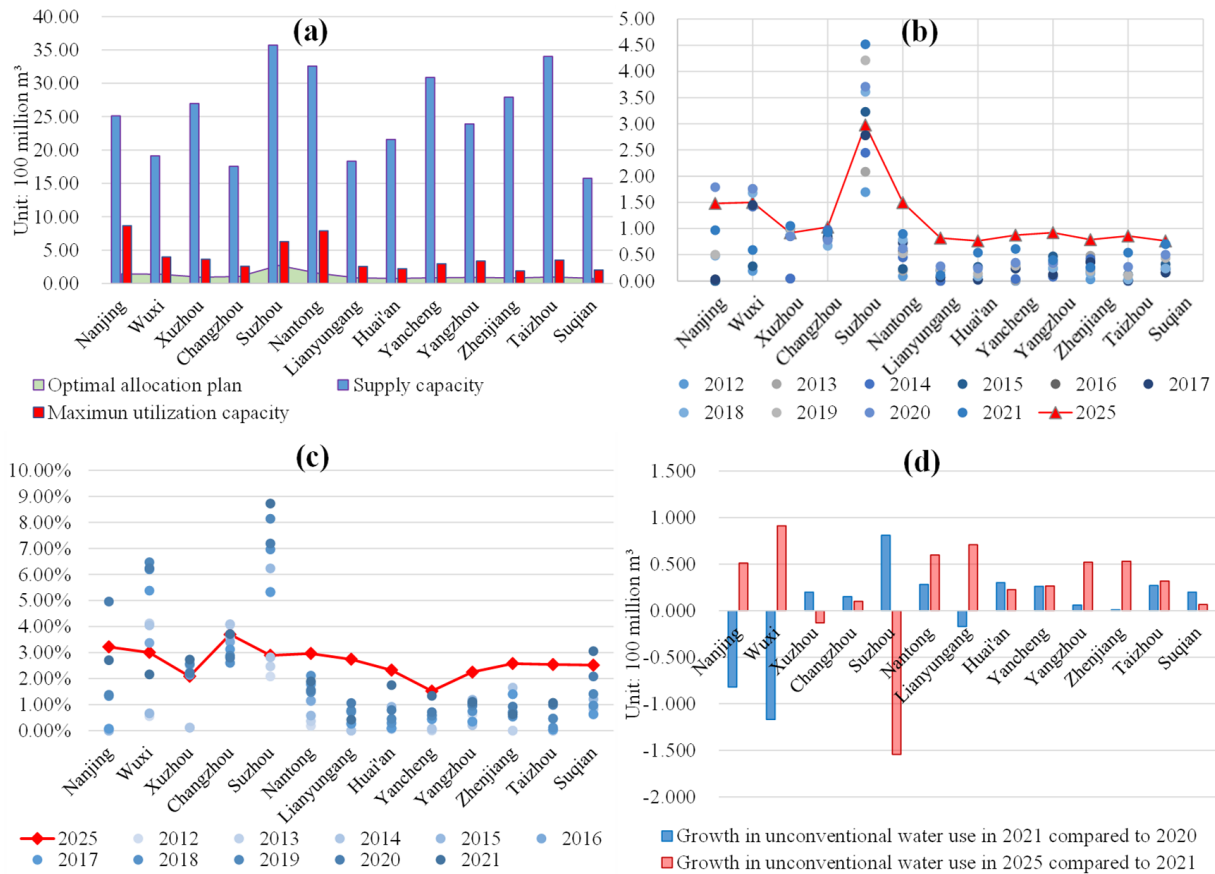 (a)
Unit: 100 million m³
40.00
35.00
30.00
25.00
20.00
15.00
10.00
5.00
0.00
Nanjing
Wuxi
Xuzhou
Changzhou
Suzhou
Nantong
Lianyungang
Huai'an
Yancheng
Yangzhou
Zhenjiang
Taizhou
Suqian
Optimal allocation plan
Supply capacity
Maximun utilization capacity
(b)
5.00
4.50
4.00
3.50
3.00
2.50
2.00
1.50
1.00
0.50
0.00
Nanjing
Wuxi
Xuzhou
Changzhou
Suzhou
Nantong
Lianyungang
Huai'an
Yancheng
Yangzhou
Zhenjiang
Taizhou
Suqian
2012 2013 2014 2015 2016 2017
2018 2019 2020 2021 2025
(c)
10.00%
9.00%
8.00%
7.00%
6.00%
5.00%
4.00%
3.00%
2.00%
1.00%
0.00%
Nanjing
Wuxi
Xuzhou
Changzhou
Suzhou
Nantong
Lianyungang
Huai'an
Yancheng
Yangzhou
Zhenjiang
Taizhou
Suqian
2025 2012 2013 2014 2015 2016
2017 2018 2019 2020 2021
(d)
Unit: 100 million m³
1.500
1.000
0.500
0.000
-0.500
-1.000
-1.500
-2.000
Nanjing
Wuxi
Xuzhou
Changzhou
Suzhou
Nantong
Lianyungang
Huai'an
Yancheng
Yangzhou
Zhenjiang
Taizhou
Suqian
Growth in unconventional water use in 2021 compared to 2020
Growth in unconventional water use in 2025 compared to 2021